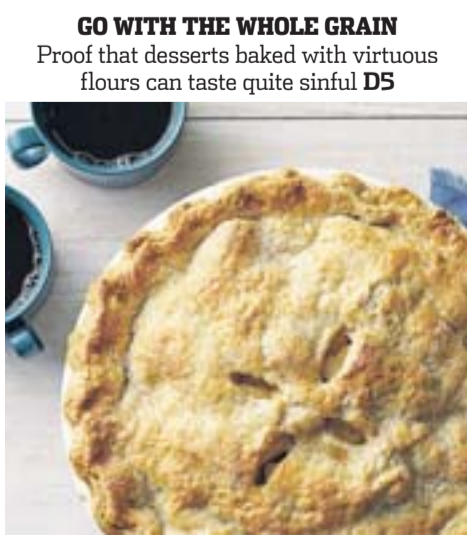 GO WITH THE WHOLE GRAIN
Proof that desserts baked with virtuous
flours can taste quite sinful D5